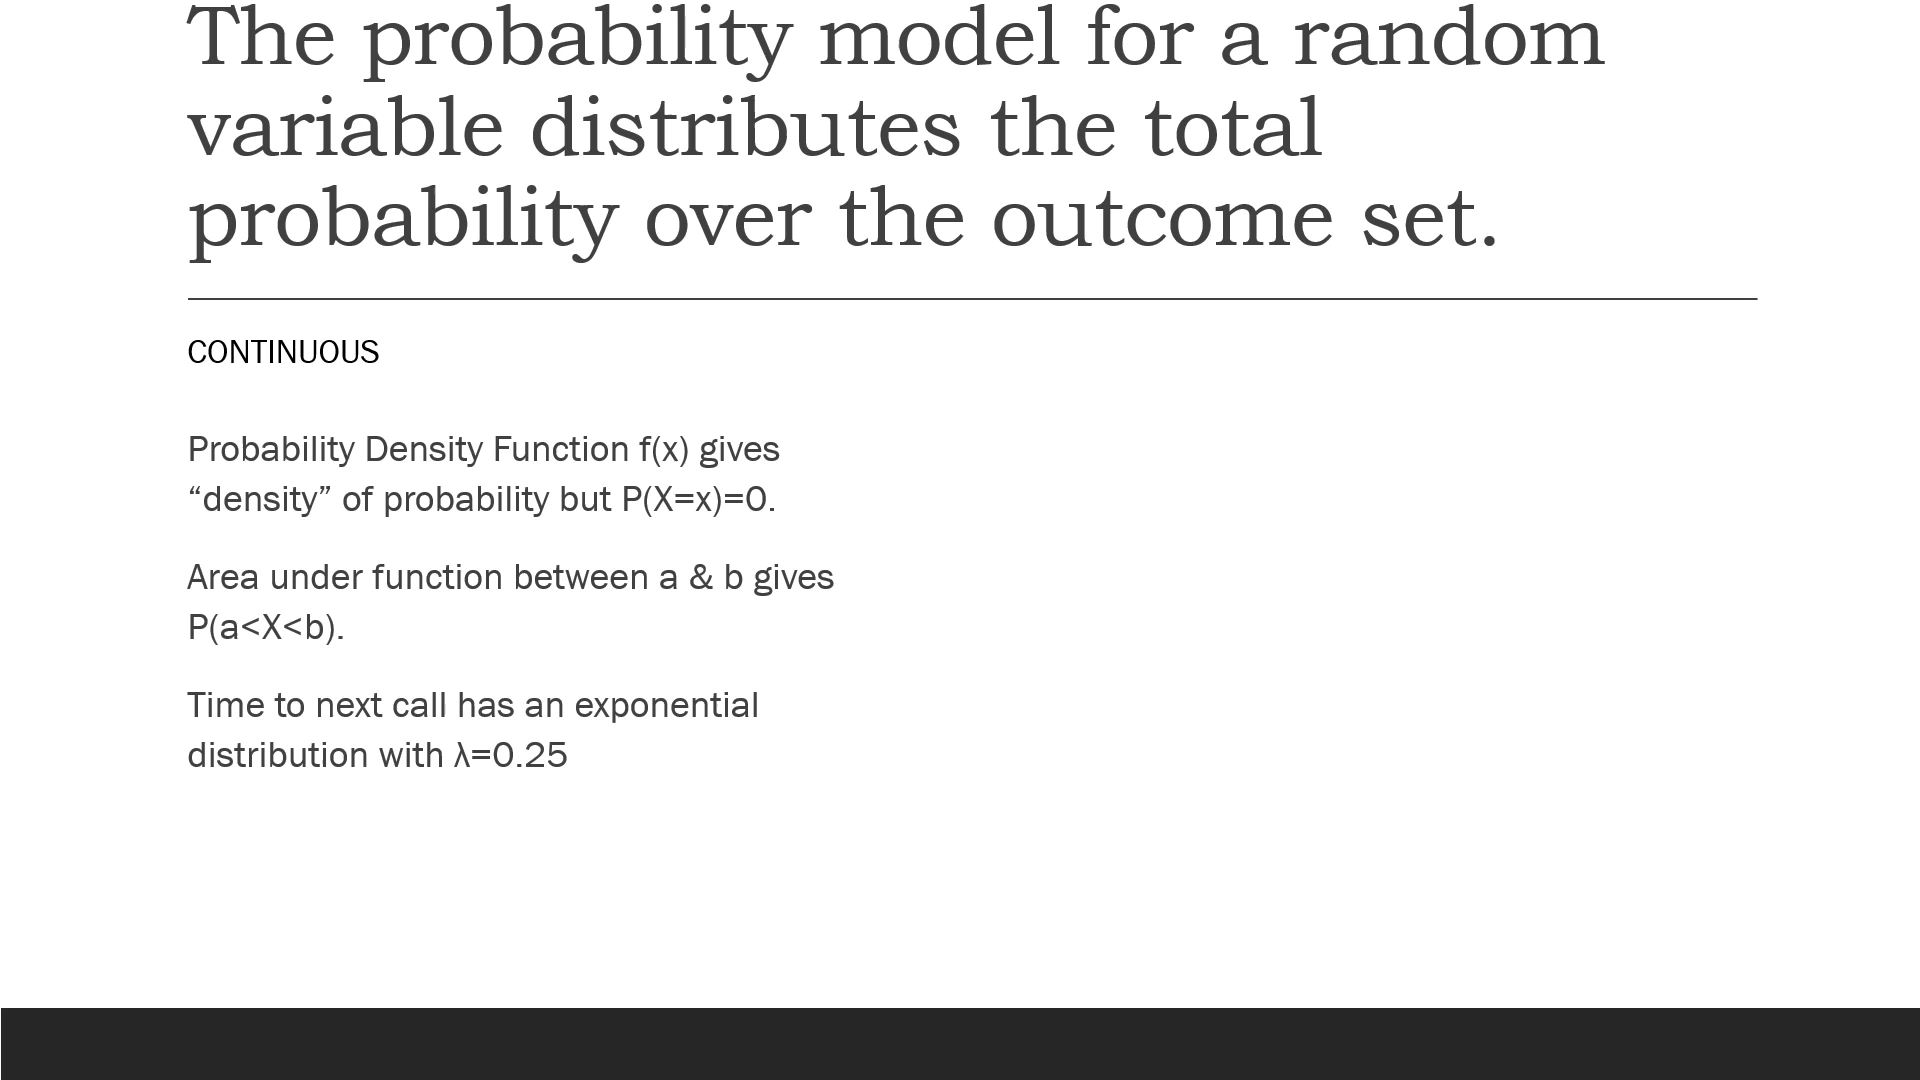 The probability model for a random
variable distributes the total
probability over the outcome set.
CONTINUOUS
Probability Density Function f(x) gives
“density” of probability but P(X=x)=0.
Area under function between a & b gives
P(a<X<b).
Time to next call has an exponential
distribution with λ=0.25